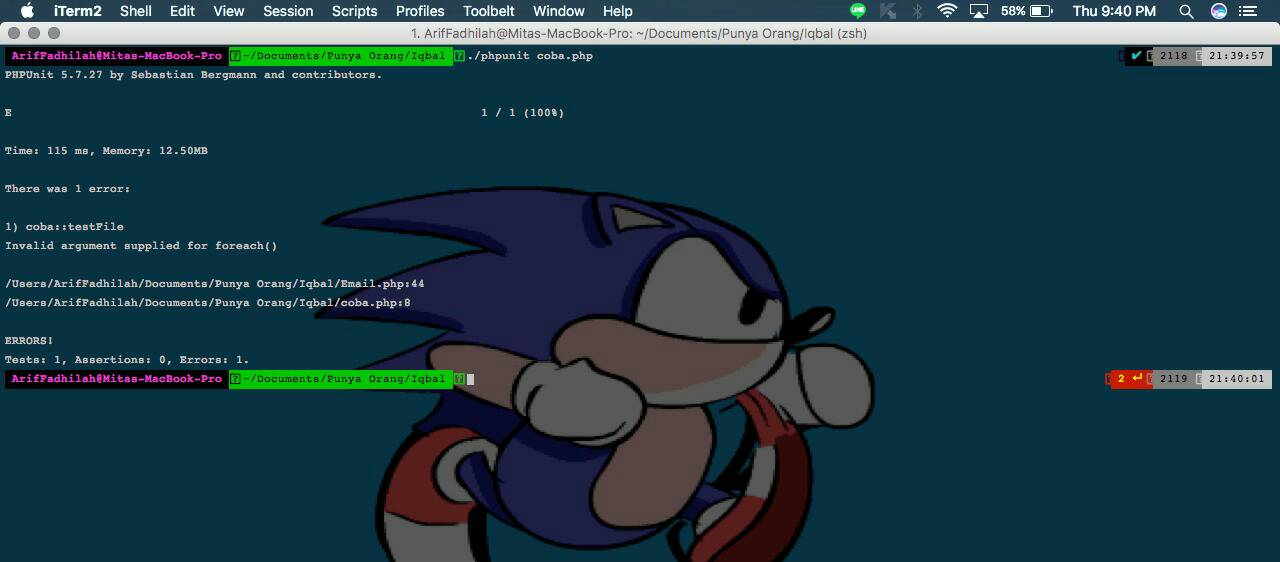 iTerm2 Shell Edit View Session Scripts Profiles Toolbelt Window Help LINE 58% Thu 9:40 PM
1. ArifFadhilah@Mitas-MacBook-Pro: ~/Documents/Punya Orang/Iqbal (zsh)
ArifFadhilah@Mitas-MacBook-Pro ~/Documents/Punya Orang/Iqbal ./phpunit coba.php ✔ 2118 21:39:57
PHPUnit 5.7.27 by Sebastian Bergmann and contributors.
E 1 / 1 (100%)
Time: 115 ms, Memory: 12.50MB
There was 1 error:
1) coba::testFile
Invalid argument supplied for foreach()
/Users/ArifFadhilah/Documents/Punya Orang/Iqbal/Email.php:44
/Users/ArifFadhilah/Documents/Punya Orang/Iqbal/coba.php:8
ERRORS!
Tests: 1, Assertions: 0, Errors: 1.
ArifFadhilah@Mitas-MacBook-Pro ~/Documents/Punya Orang/Iqbal 2 ↵ 2119 21:40:01